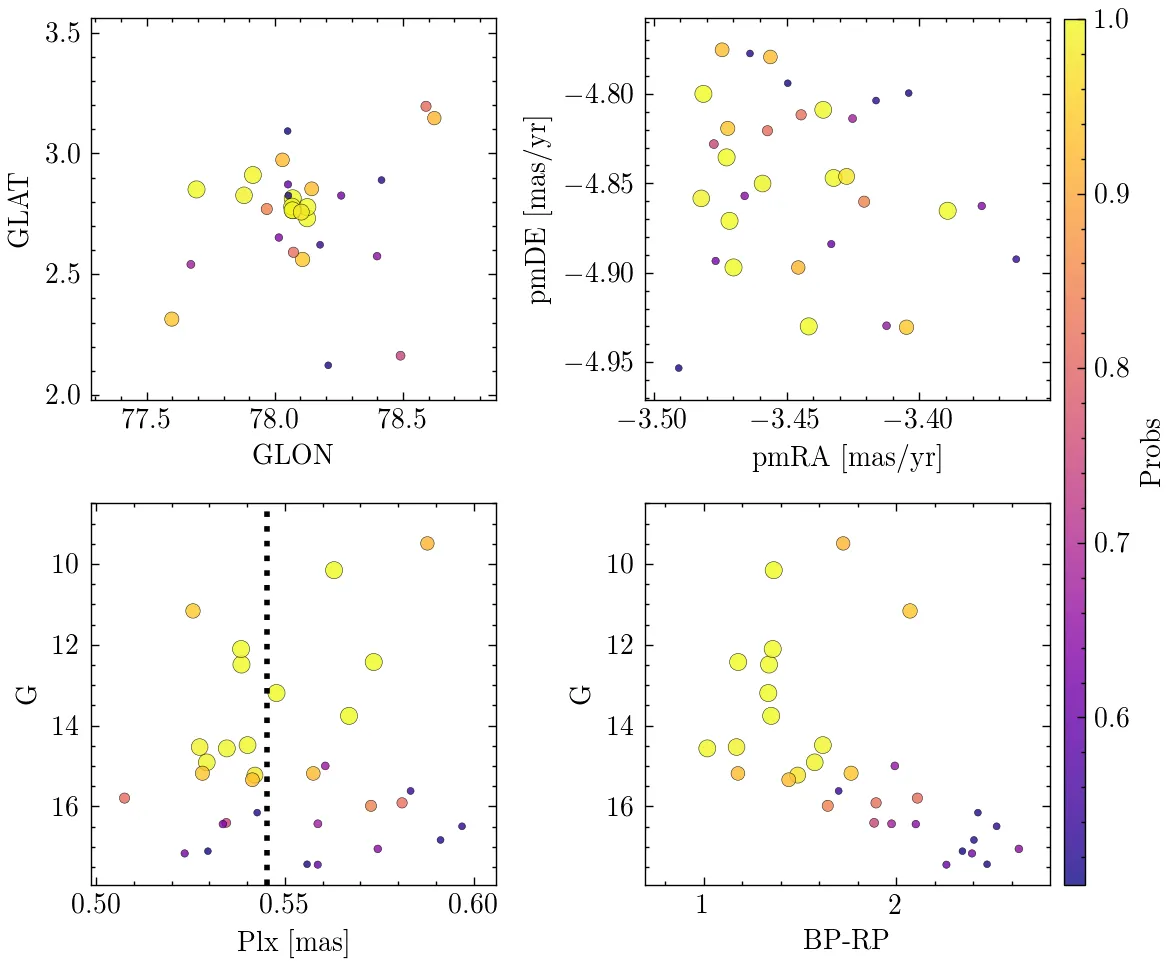 3.5
3.0
2.5
2.0
GLAT
77.5 78.0 78.5
GLON
−4.80
−4.85
−4.90
−4.95
pmDE [mas/yr]
−3.50 −3.45 −3.40
pmRA [mas/yr]
10
12
14
16
G
0.50 0.55 0.60
Plx [mas]
10
12
14
16
G
1 2
BP-RP
1.0
0.9
0.8
0.7
0.6
Probs